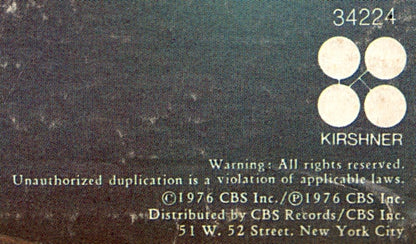 34224
KIRSHNER
Warning: All rights reserved.
Unauthorized duplication is a violation of applicable laws.
©1976 CBS Inc./℗1976 CBS Inc.
Distributed by CBS Records/CBS Inc.
51 W. 52 Street, New York City